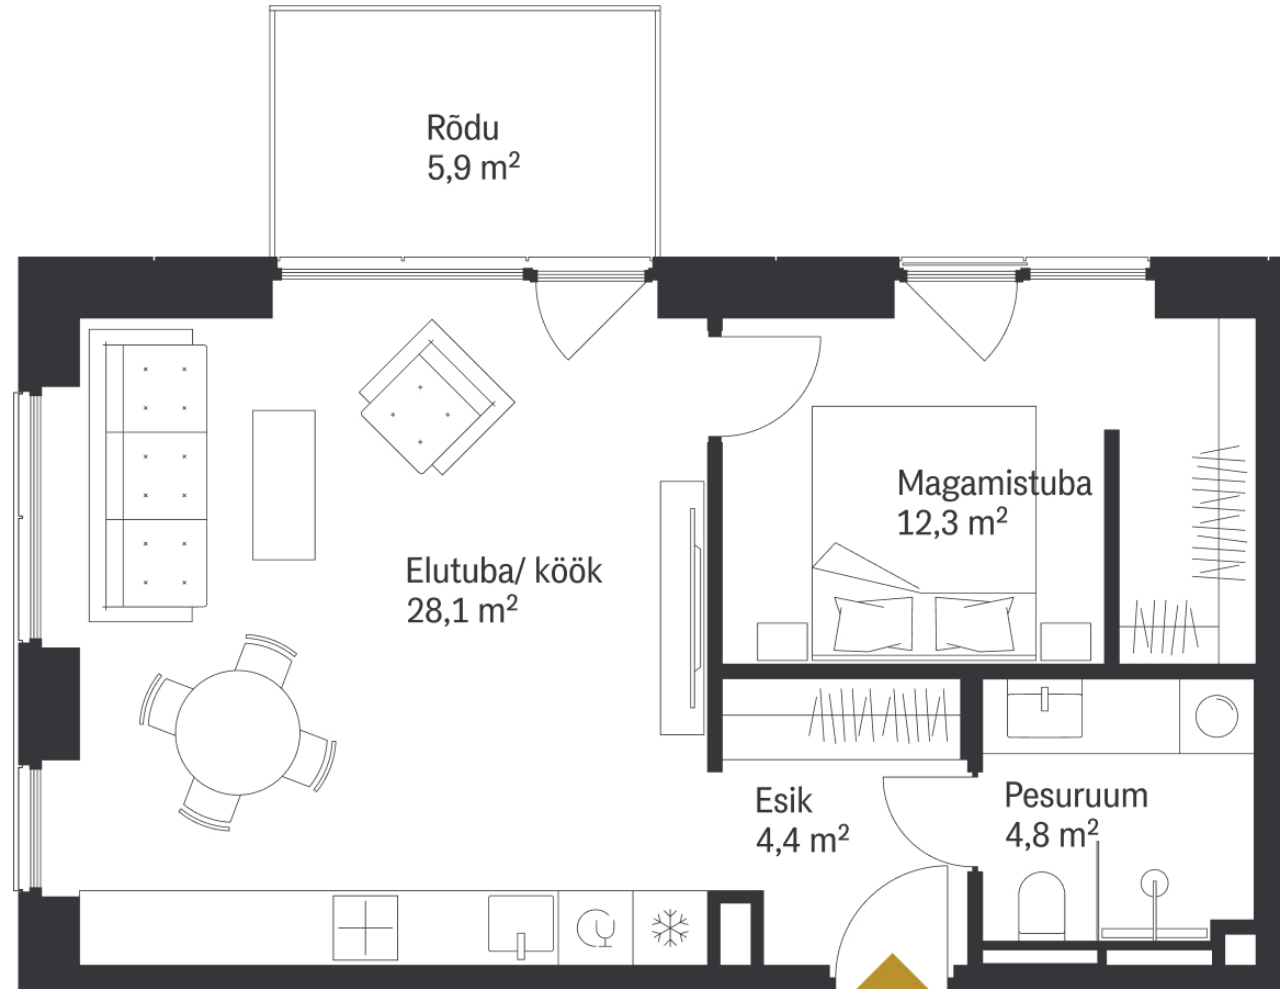 Rõdu
5,9 m²
Magamistuba
12,3 m²
Elutuba/ köök
28,1 m²
Esik
4,4 m²
Pesuruum
4,8 m²